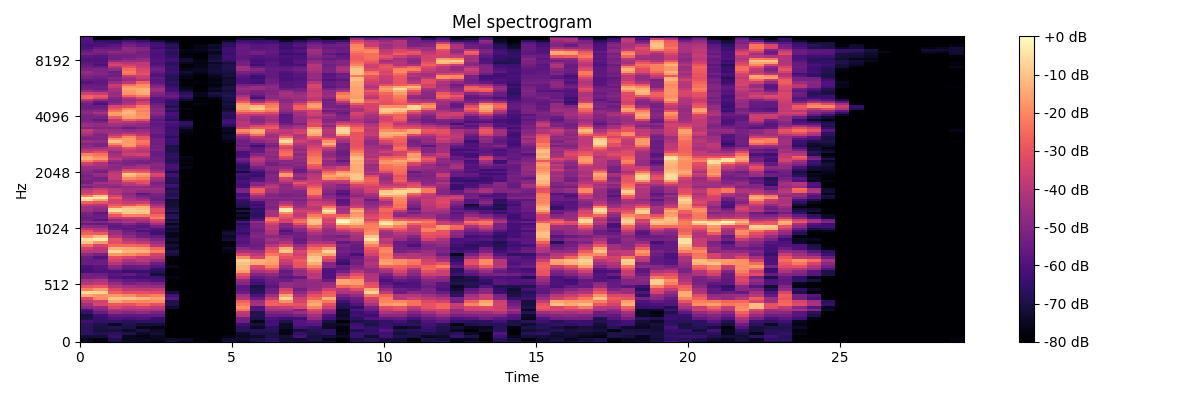 Mel spectrogram
Hz
8192
4096
2048
1024
512
0
0 5 10 15 20 25
Time
+0 dB
-10 dB
-20 dB
-30 dB
-40 dB
-50 dB
-60 dB
-70 dB
-80 dB